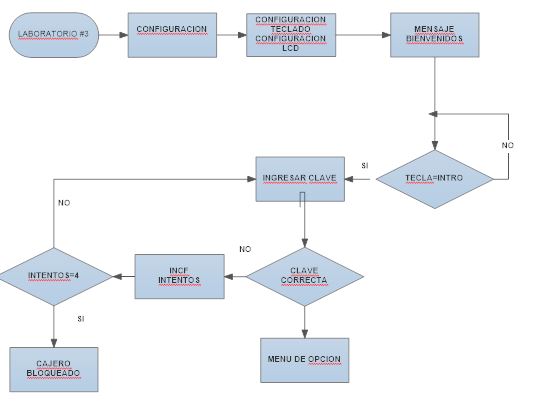 LABORATORIO #3
CONFIGURACION
CONFIGURACION
TECLADO
CONFIGURACION
LCD
MENSAJE
BIENVENIDOS
NO
TECLA=INTRO
SI
INGRESAR CLAVE
NO
NO
CLAVE
CORRECTA
INCF
INTENTOS
INTENTOS=4
SI
MENU DE OPCION
CAJERO
BLOQUEADO